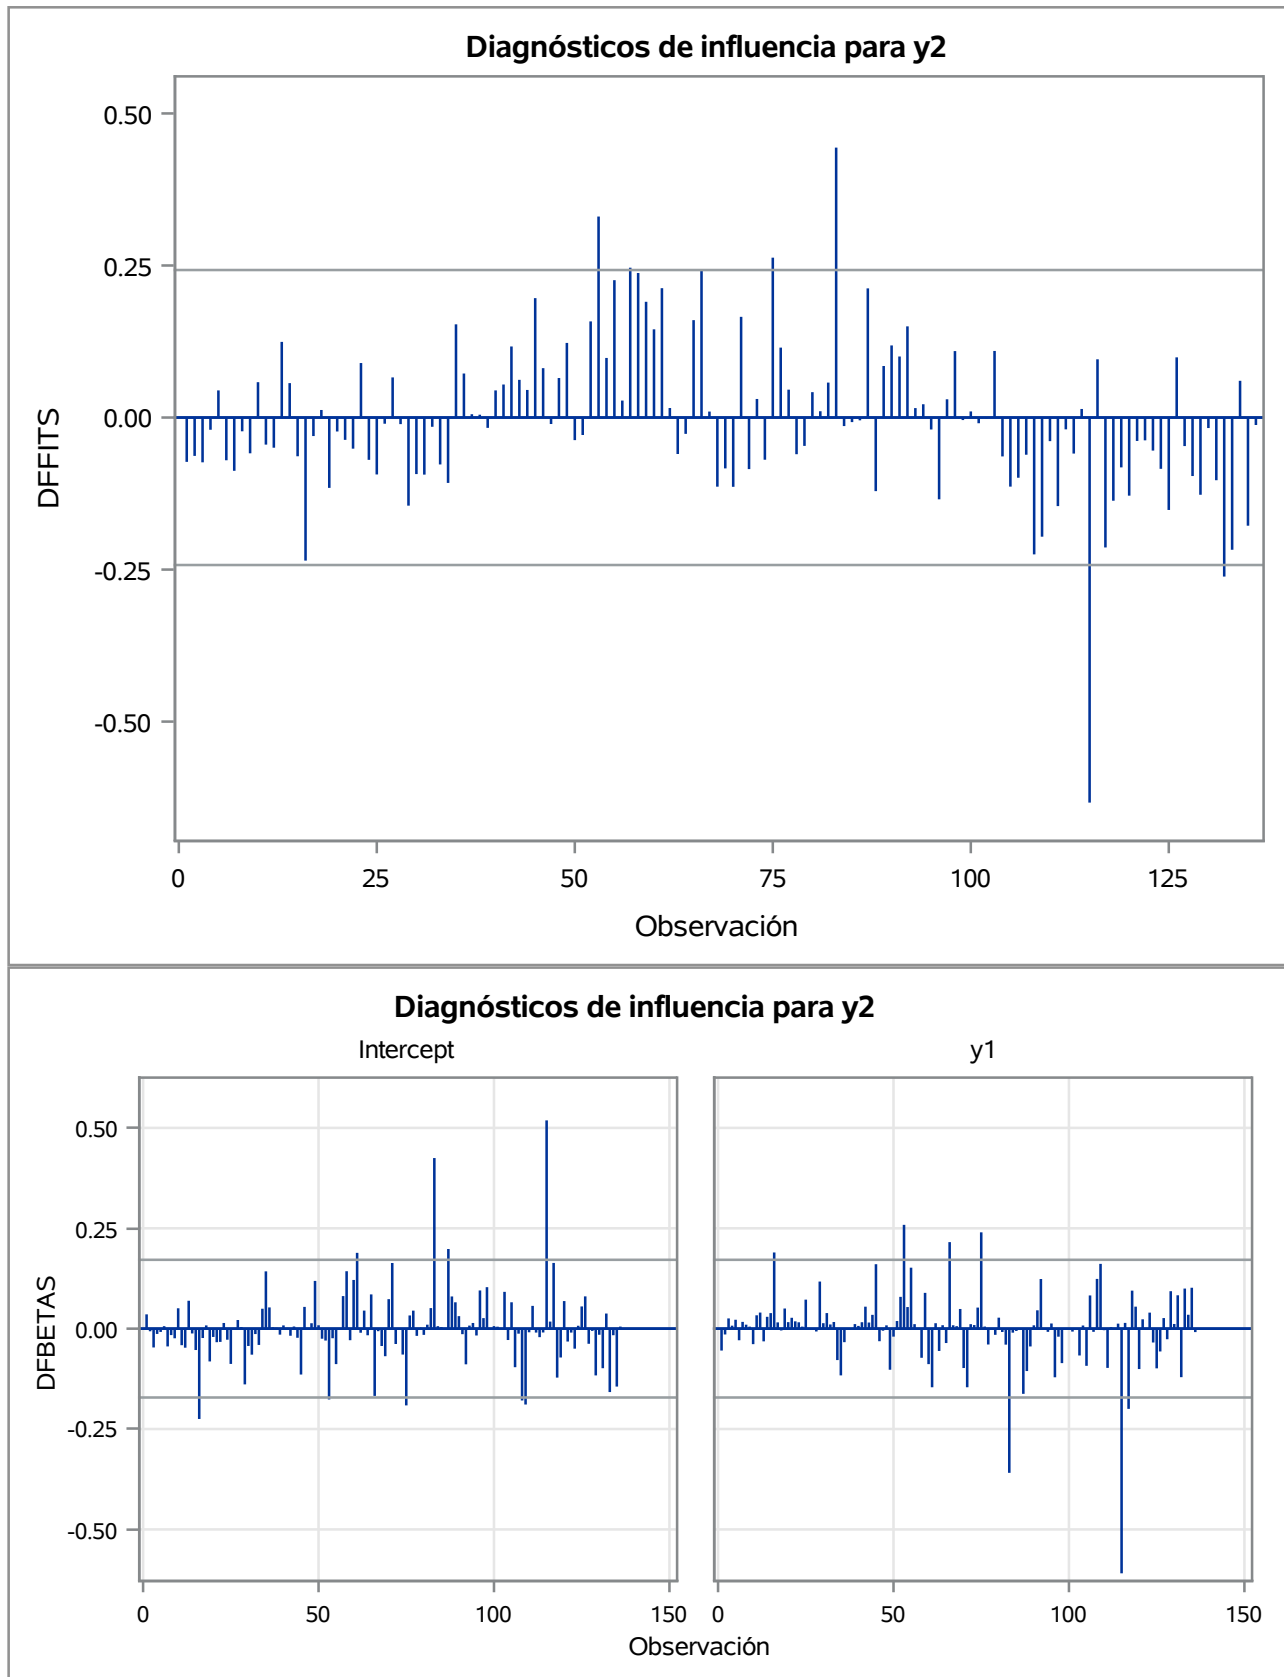 Diagnósticos de influencia para y2
0.50
0.25
0.00
-0.25
-0.50
DFFITS
0 25 50 75 100 125
Observación
Diagnósticos de influencia para y2
Intercept y1
0.50
0.25
0.00
-0.25
-0.50
DFBETAS
0 50 100 150 0 50 100 150
Observación